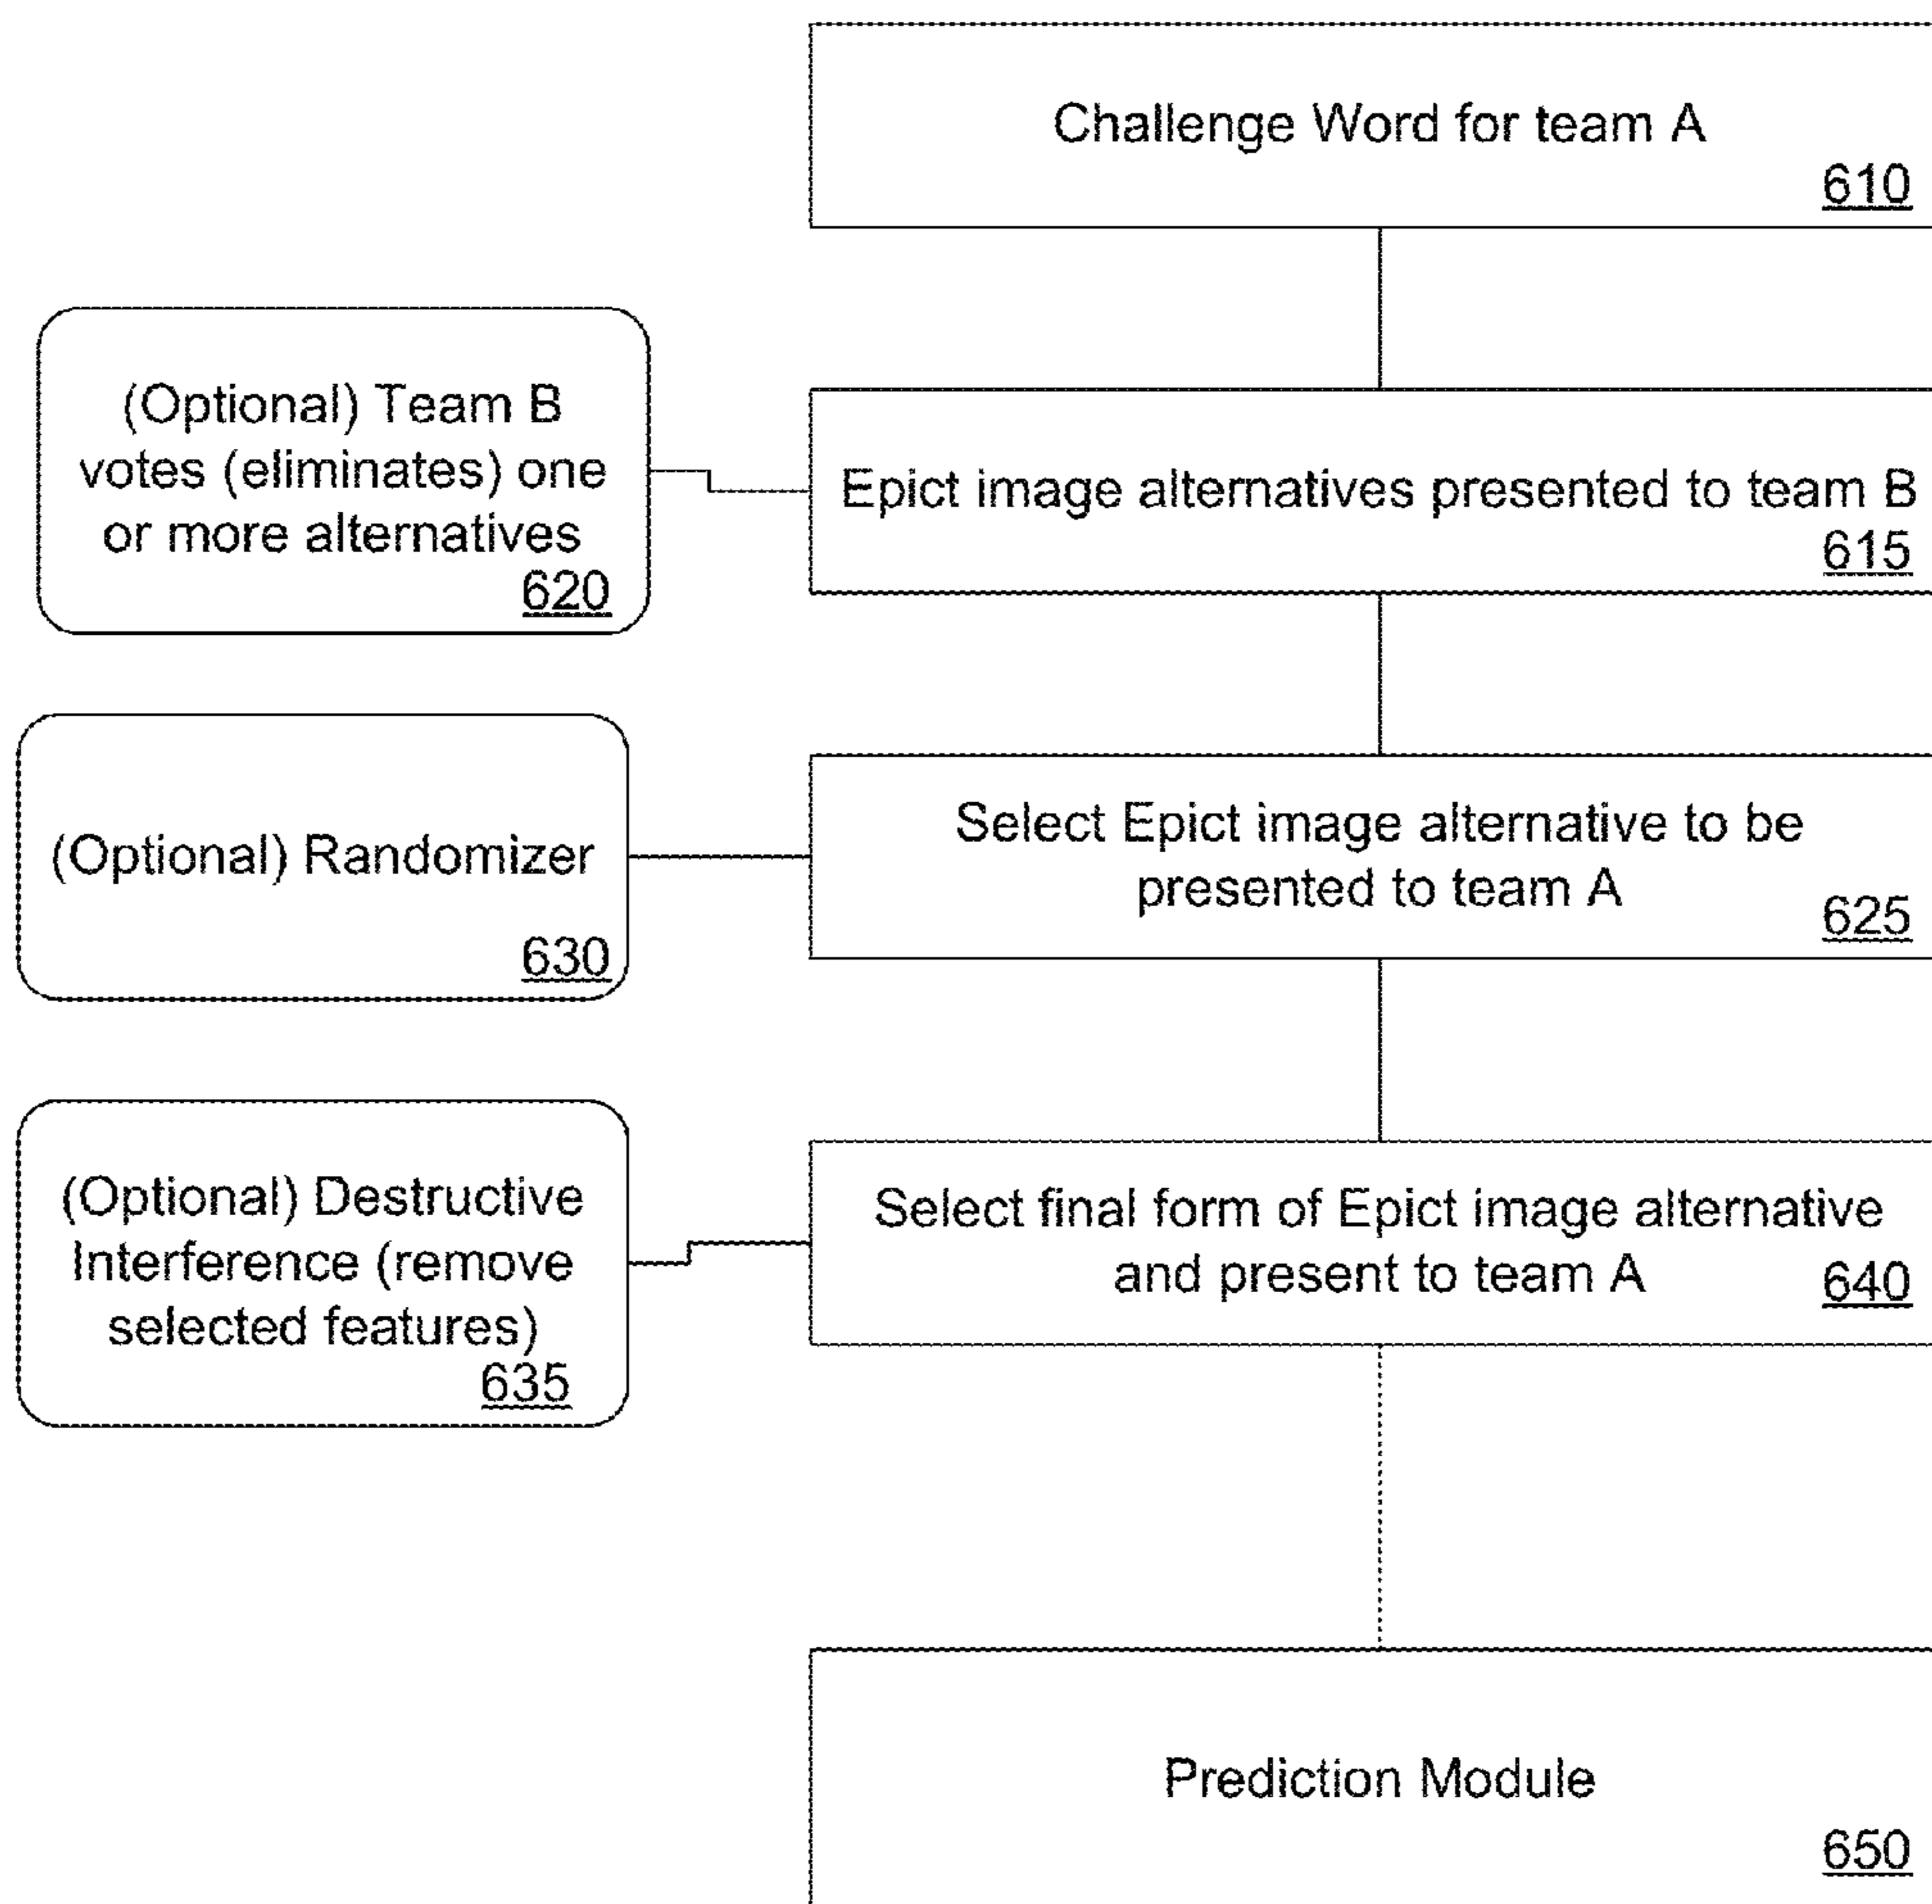 Challenge Word for team A
610
(Optional) Team B
votes (eliminates) one
or more alternatives
620
Epict image alternatives presented to team B
615
(Optional) Randomizer
630
Select Epict image alternative to be
presented to team A
625
(Optional) Destructive
Interference (remove
selected features)
635
Select final form of Epict image alternative
and present to team A
640
Prediction Module
650